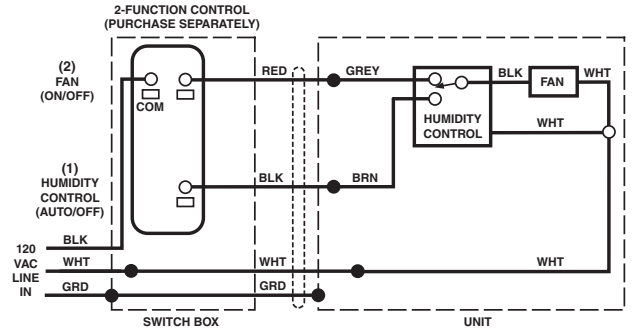 2-FUNCTION CONTROL
(PURCHASE SEPARATELY)
(2)
FAN
(ON/OFF)
COM
RED
GREY
BLK
FAN
WHT
HUMIDITY
CONTROL
WHT
(1)
HUMIDITY
CONTROL
(AUTO/OFF)
BLK
BRN
120
VAC
LINE
IN
BLK
WHT
WHT
WHT
GRD
GRD
SWITCH BOX
UNIT